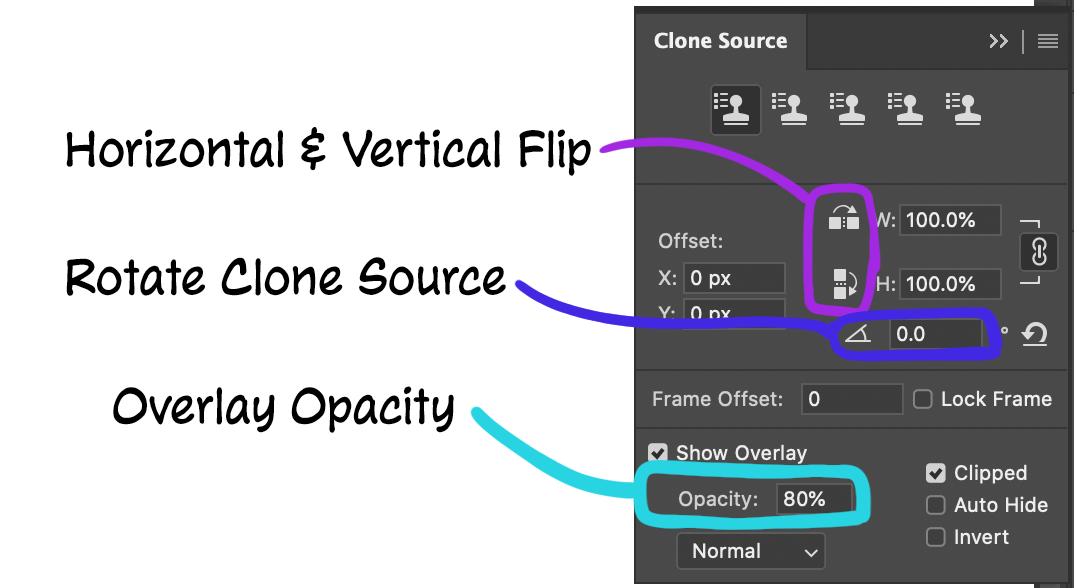 Clone Source
Horizontal & Vertical Flip
W: 100.0%
Offset:
Rotate Clone Source
X: 0 px
H: 100.0%
Y: 0 px
0.0 °
Frame Offset: 0 Lock Frame
Overlay Opacity
Show Overlay
Clipped
Opacity: 80%
Auto Hide
Invert
Normal